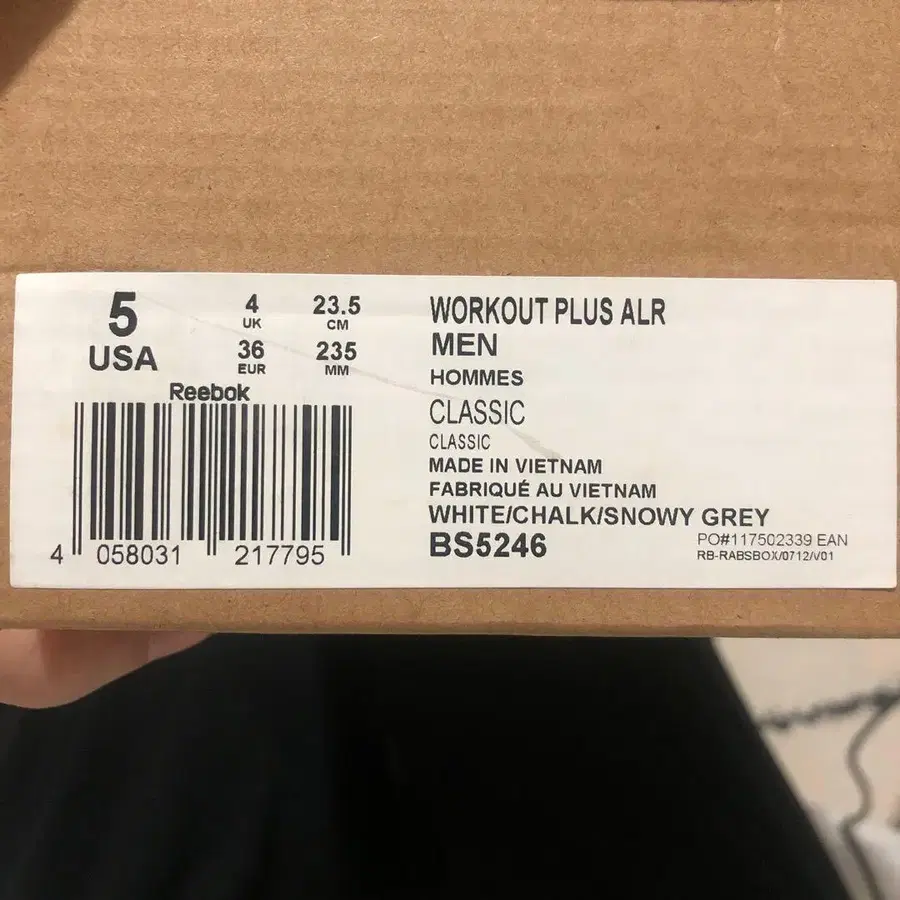 5
USA
4
UK
23.5
CM
36
EUR
235
MM
Reebok
4 058031 217795
WORKOUT PLUS ALR
MEN
HOMMES
CLASSIC
CLASSIC
MADE IN VIETNAM
FABRIQUÉ AU VIETNAM
WHITE/CHALK/SNOWY GREY
BS5246
PO#117502339 EAN
RB-RABSBOX/0712/V01